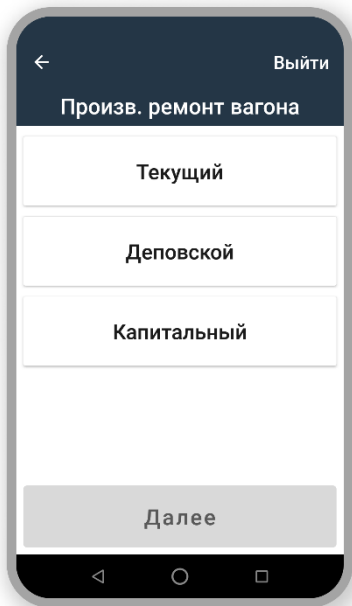 Выйти
Произв. ремонт вагона
Текущий
Деповской
Капитальный
Далее